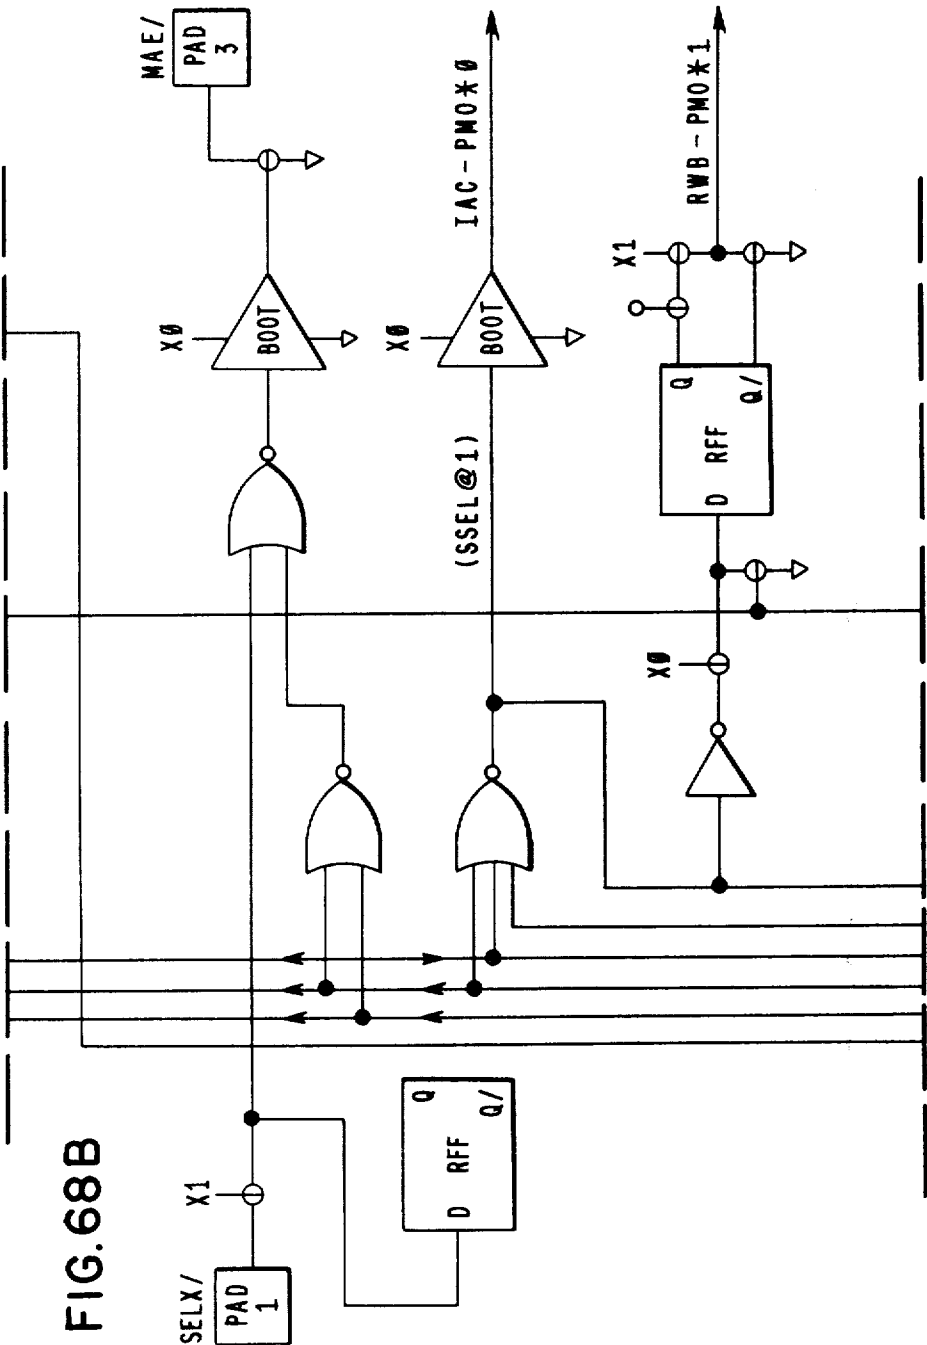 FIG. 68B
SELX/
PAD
1
X1
D RFF
Q
Q/
MAE/
PAD
3
XØ
BOOT
IAC-PMO*Ø
XØ
BOOT
(SSEL@1)
RWB-PMO*1
X1
Q
D RFF
Q/
XØ